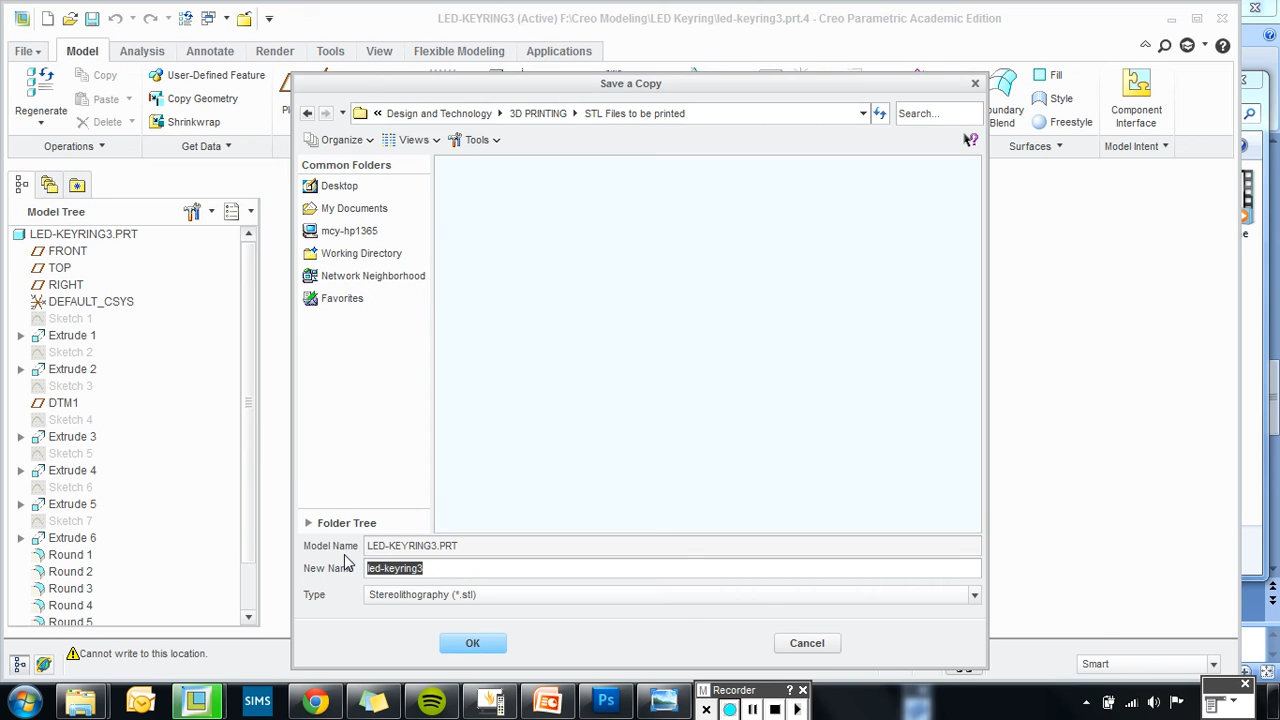 LED-KEYRING3 (Active) F:\Creo Modeling\LED Keyring\led-keyring3.prt.4 - Creo Parametric Academic Edition
File Model Analysis Annotate Render Tools View Flexible Modeling Applications
Regenerate
Copy
Paste
Delete
Operations
User-Defined Feature
Copy Geometry
Shrinkwrap
Get Data
Fill
Style
Freestyle
Surfaces
Component
Interface
Model Intent
Save a Copy
« Design and Technology 3D PRINTING STL Files to be printed
Search...
Organize Views Tools
Common Folders
Desktop
My Documents
mcy-hp1365
Working Directory
Network Neighborhood
Favorites
Folder Tree
Model Name LED-KEYRING3.PRT
New Name led-keyring3
Type Stereolithography (*.stl)
OK Cancel
Model Tree
LED-KEYRING3.PRT
FRONT
TOP
RIGHT
DEFAULT_CSYS
Sketch 1
Extrude 1
Sketch 2
Extrude 2
Sketch 3
DTM1
Sketch 4
Extrude 3
Sketch 5
Extrude 4
Sketch 6
Extrude 5
Sketch 7
Extrude 6
Round 1
Round 2
Round 3
Round 4
Round 5
Cannot write to this location.
Smart
SIMS
Ps
M Recorder ?